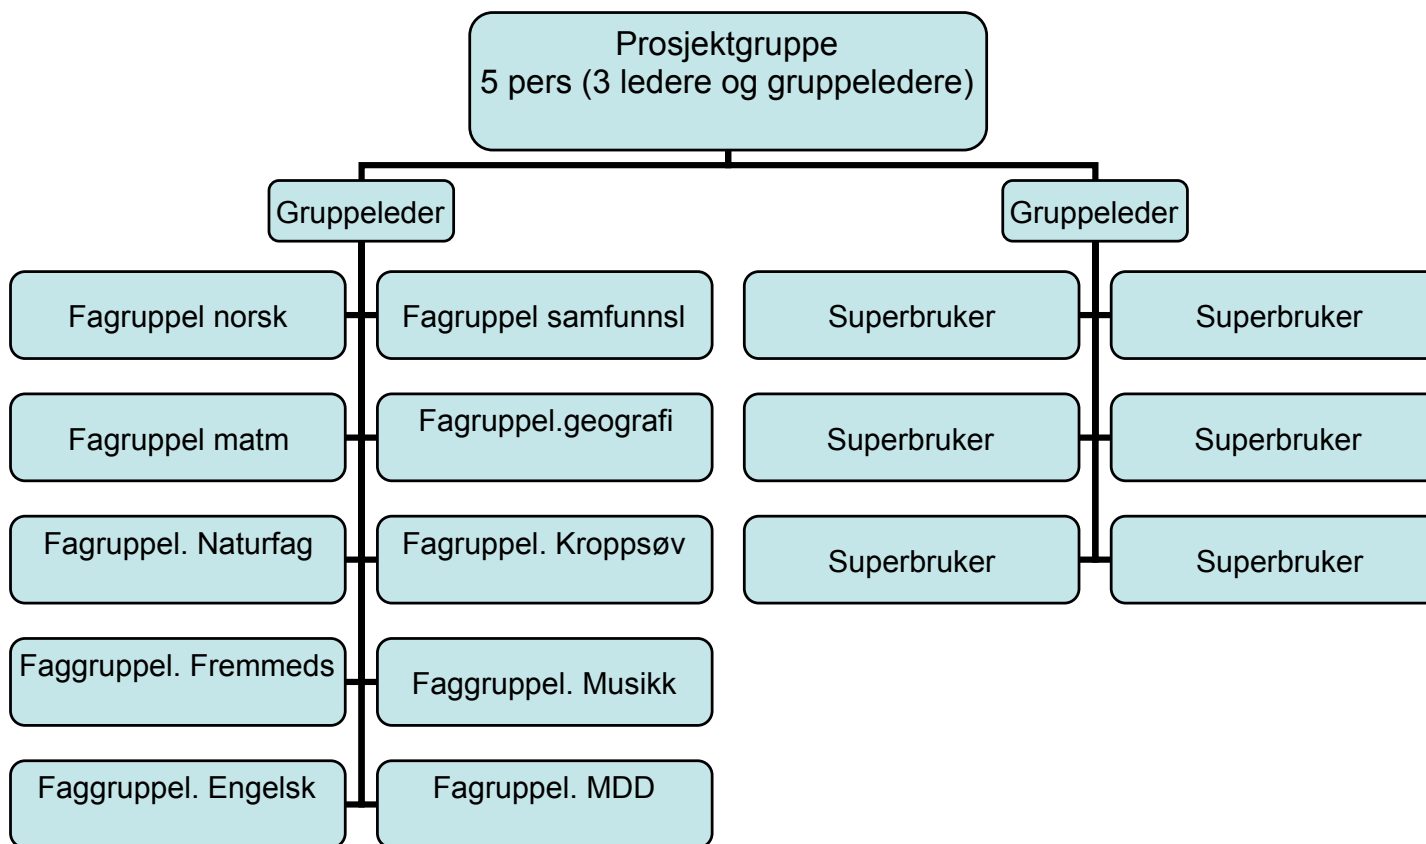 Prosjektgruppe
5 pers (3 ledere og gruppeledere)
Gruppeleder
Gruppeleder
Fagruppel norsk
Fagruppel samfunnsl
Superbruker
Superbruker
Fagruppel matm
Fagruppel.geografi
Superbruker
Superbruker
Fagruppel. Naturfag
Fagruppel. Kroppsøv
Superbruker
Superbruker
Faggruppel. Fremmeds
Faggruppel. Musikk
Faggruppel. Engelsk
Fagruppel. MDD